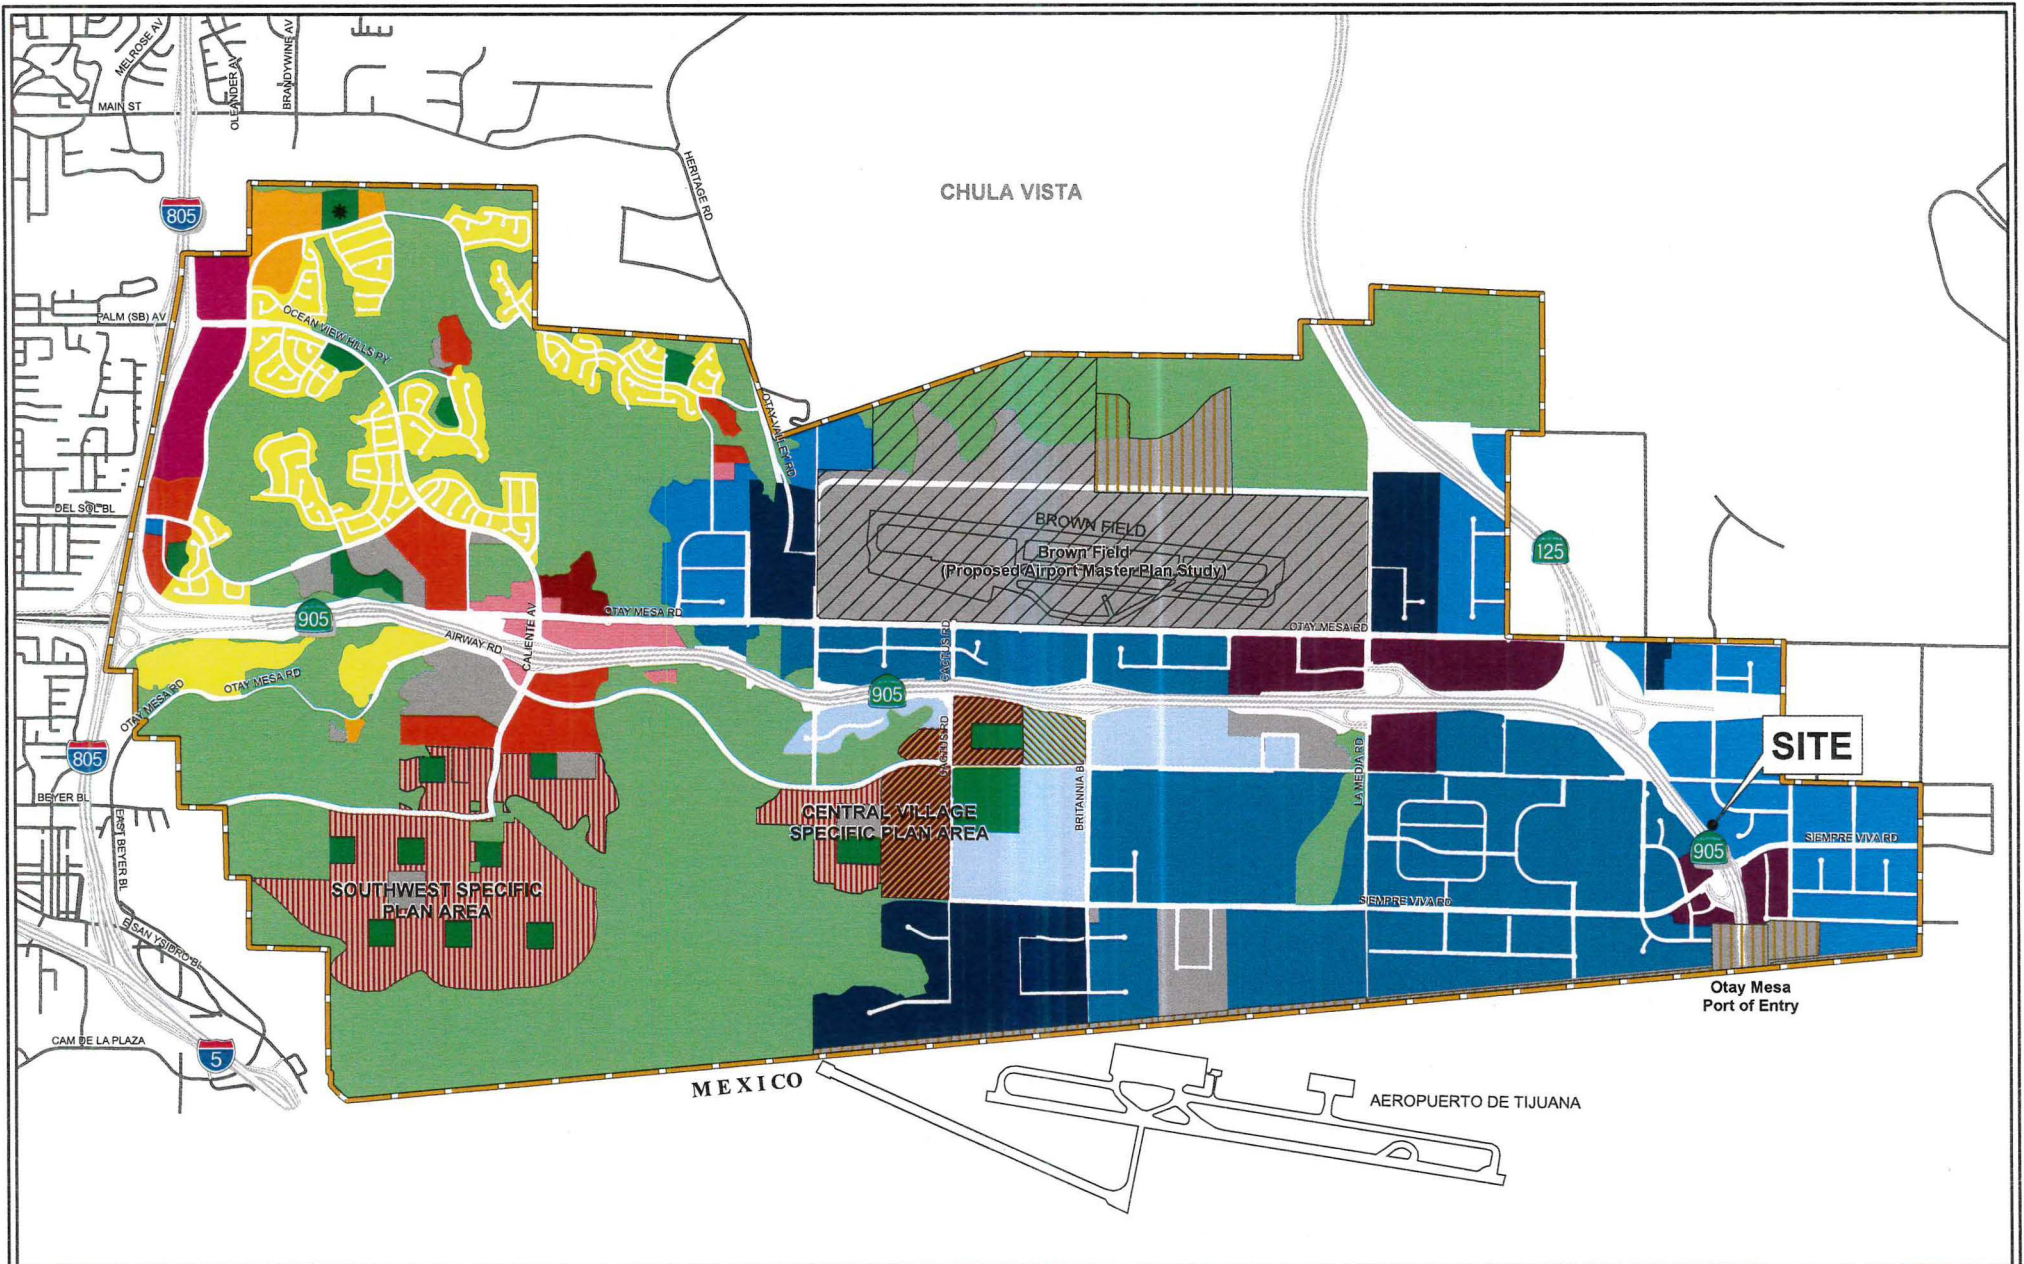 MELROSE AV
OLEANDER AV
BRANDYWINE AV
MAIN ST
HERITAGE RD
CHULA VISTA
805
PALM (SB) AV
OCEAN VIEW HILLS PY
OTAY VALLEY RD
DEL SOL BL
BROWN FIELD
Brown Field
(Proposed Airport Master Plan Study)
125
905
OTAY MESA RD
OTAY MESA RD
AIRWAY RD
CALIENTE AV
CACTUS RD
OTAY MESA RD
OTAY MESA RD
905
CACTUS RD
805
SITE
LA MEDIA RD
BRITANNIA B
BEYER BL
EAST BEYER BL
CENTRAL VILLAGE
SPECIFIC PLAN AREA
SIEMPRE VIVA RD
905
SOUTHWEST SPECIFIC
PLAN AREA
SIEMPRE VIVA RD
E SAN YSIDRO BL
Otay Mesa
Port of Entry
CAM DE LA PLAZA
5
MEXICO
AEROPUERTO DE TIJUANA